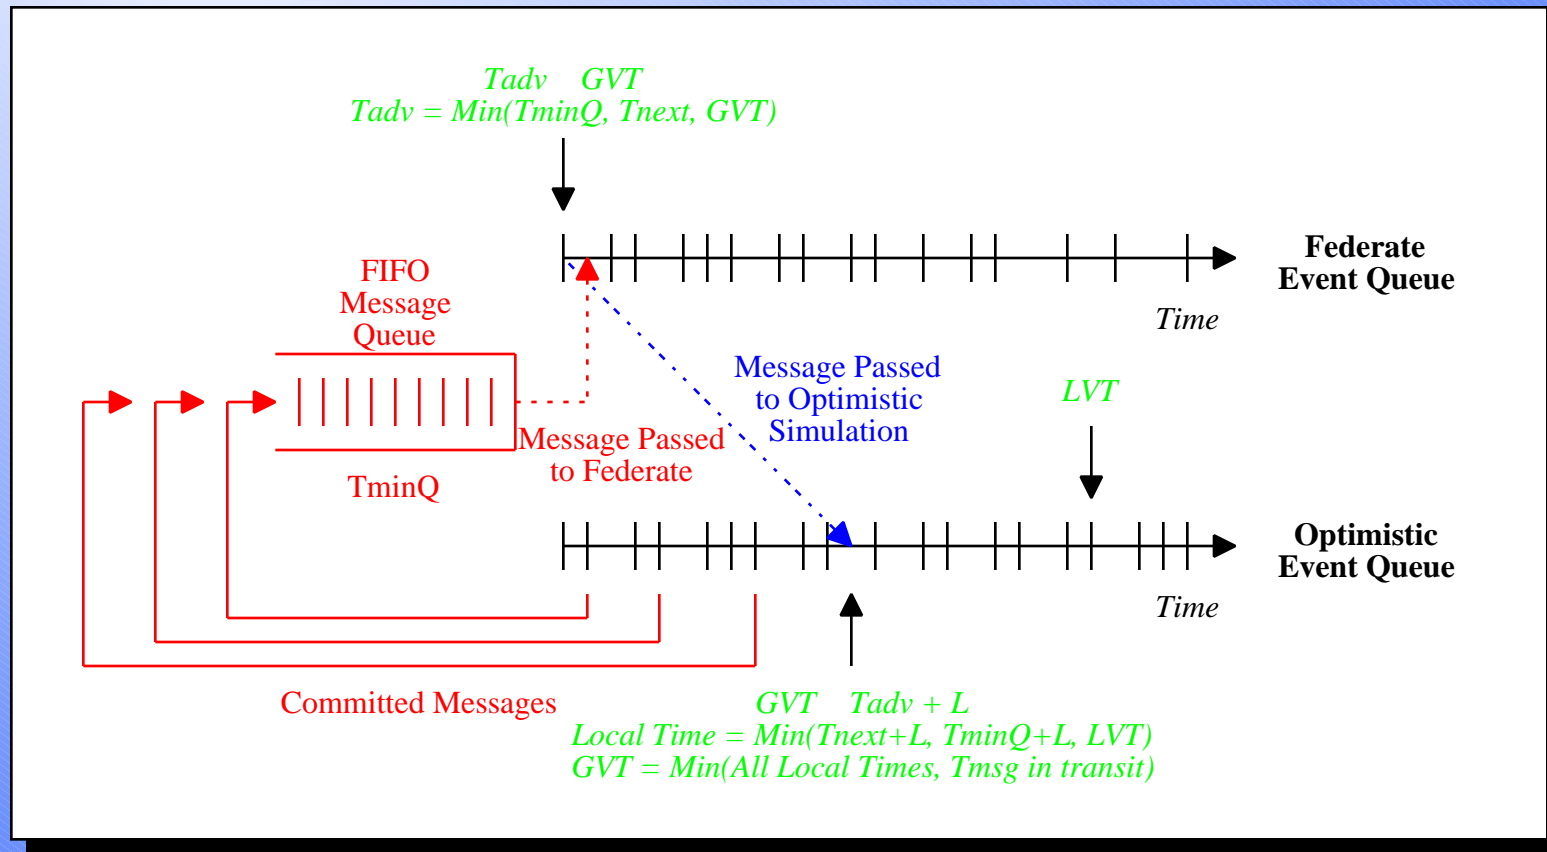 Tadv GVT
Tadv = Min(TminQ, Tnext, GVT)
Federate
Event Queue
Time
FIFO
Message
Queue
TminQ
Message Passed
to Federate
Message Passed
to Optimistic
Simulation
LVT
Optimistic
Event Queue
Time
Committed Messages
GVT Tadv + L
Local Time = Min(Tnext+L, TminQ+L, LVT)
GVT = Min(All Local Times, Tmsg in transit)